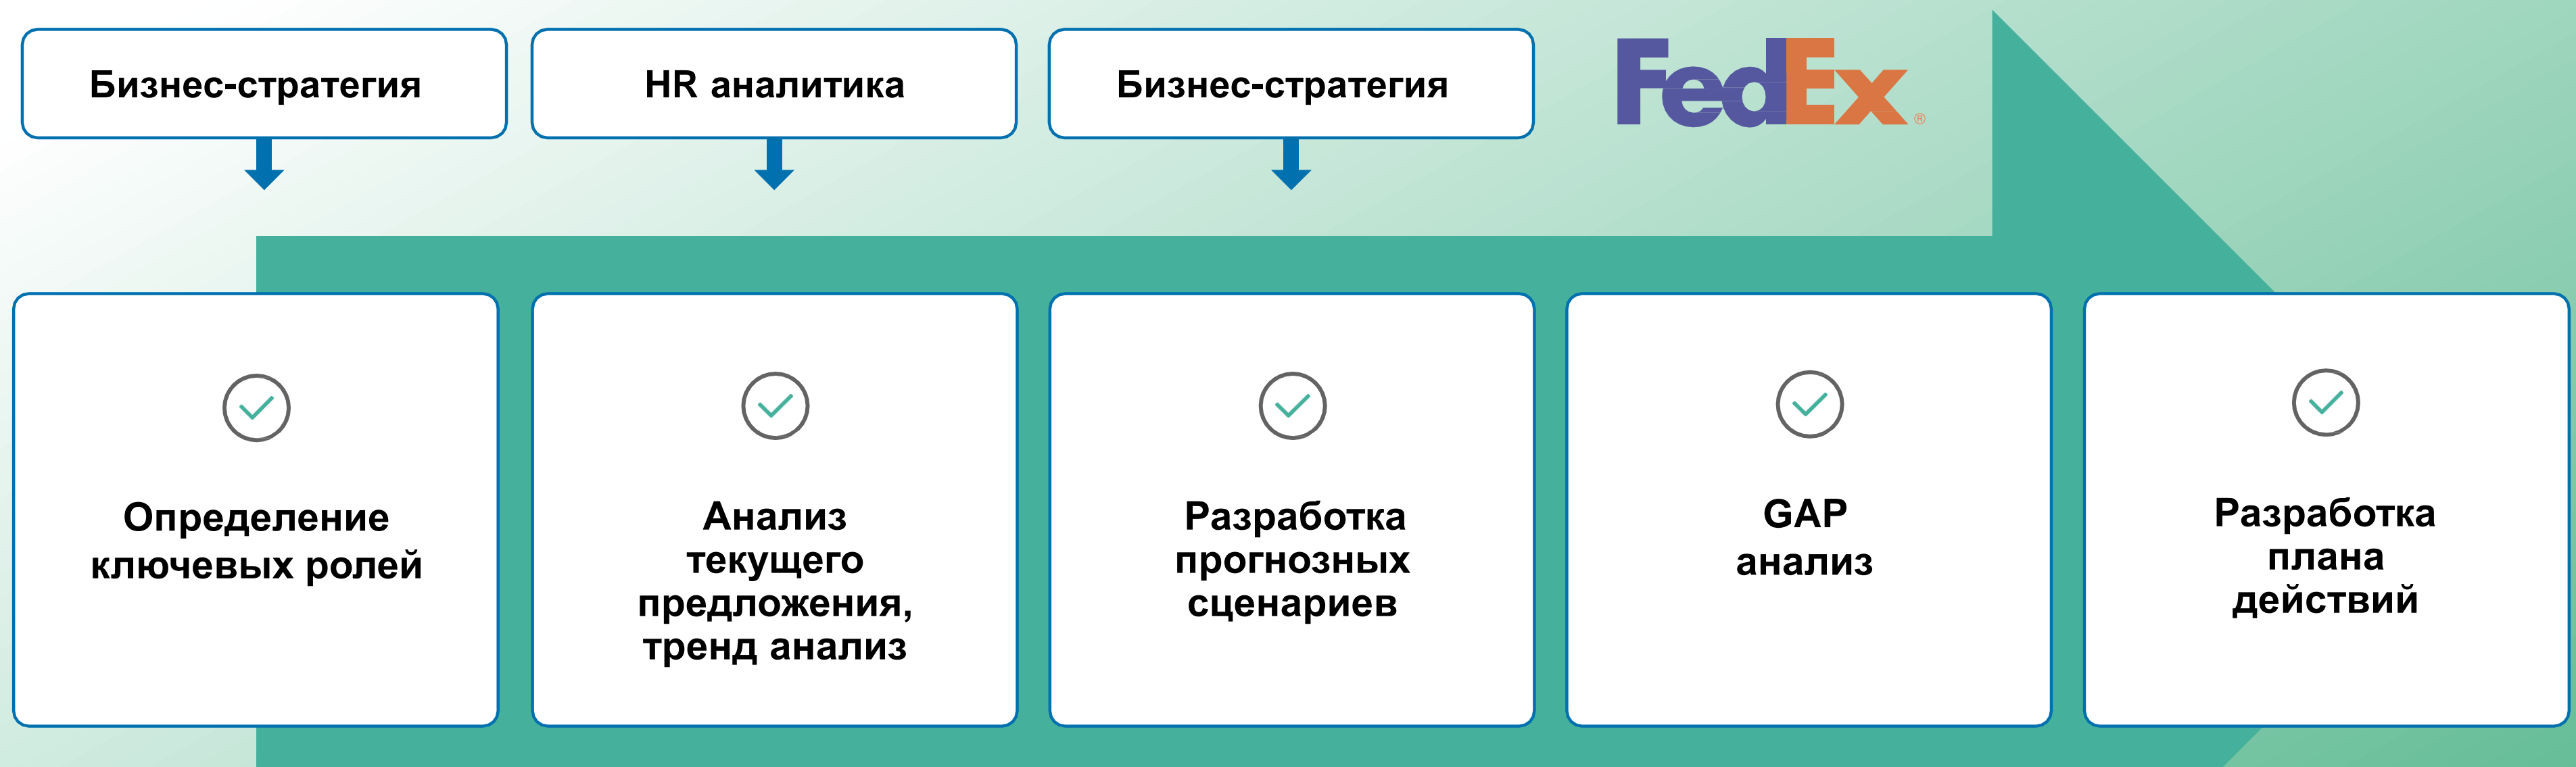 Бизнес-стратегия
HR аналитика
Бизнес-стратегия
FedEx®
Определение
ключевых ролей
Анализ
текущего
предложения,
тренд анализ
Разработка
прогнозных
сценариев
GAP
анализ
Разработка
плана
действий